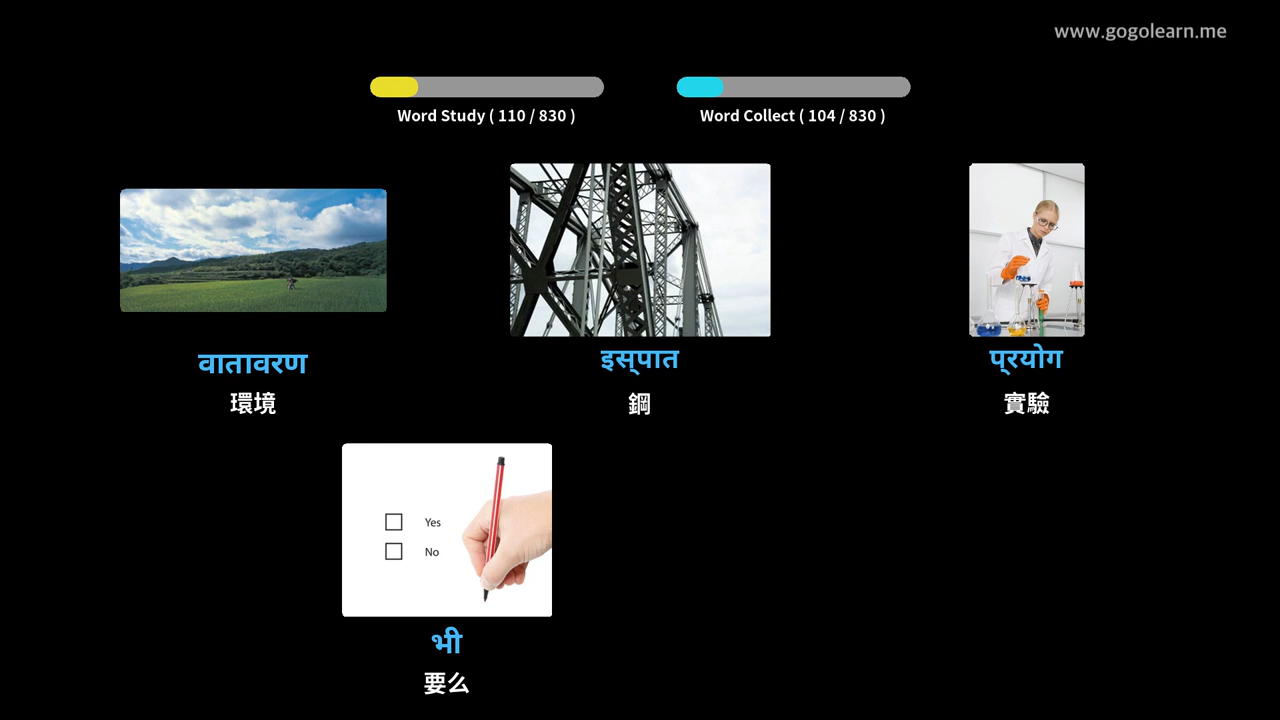 www.gogolearn.me
Word Study ( 110 / 830 )
Word Collect ( 104 / 830 )
वातावरण
環境
इस्पात
鋼
प्रयोग
實驗
Yes
No
भी
要么